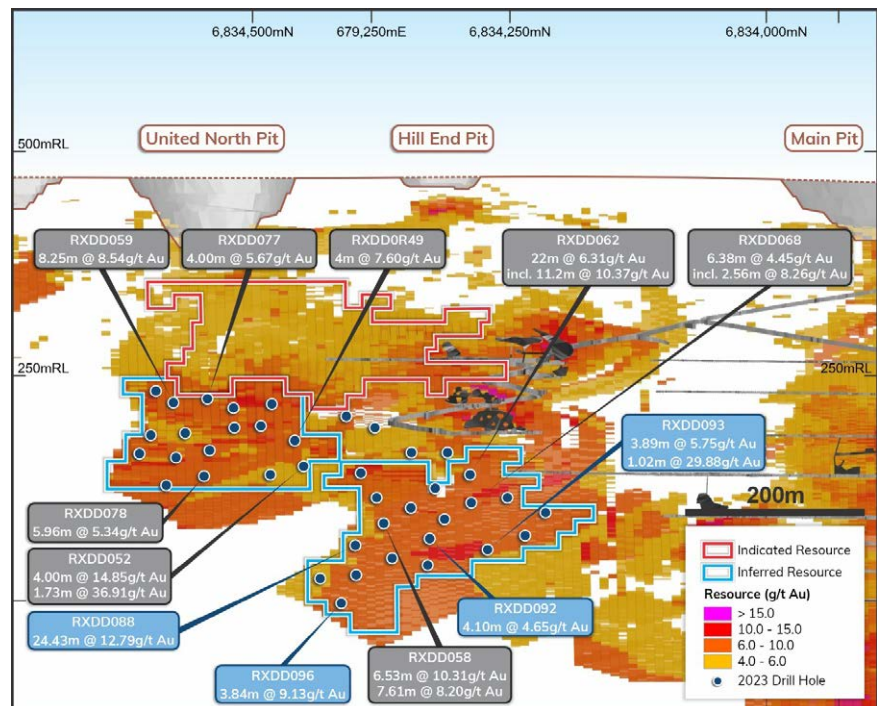 6,834,500mN
679,250mE
6,834,250mN
6,834,000mN
500mRL
United North Pit
Hill End Pit
Main Pit
RXDD059
8.25m @ 8.54g/t Au
RXDD077
4.00m @ 5.67g/t Au
RXDD0R49
4m @ 7.60g/t Au
RXDD062
22m @ 6.31g/t Au
incl. 11.2m @ 10.37g/t Au
RXDD068
6.38m @ 4.45g/t Au
incl. 2.56m @ 8.26g/t Au
250mRL
250mRL
RXDD093
3.89m @ 5.75g/t Au
1.02m @ 29.88g/t Au
200m
RXDD078
5.96m @ 5.34g/t Au
RXDD052
4.00m @ 14.85g/t Au
1.73m @ 36.91g/t Au
RXDD088
24.43m @ 12.79g/t Au
RXDD096
3.84m @ 9.13g/t Au
RXDD058
6.53m @ 10.31g/t Au
7.61m @ 8.20g/t Au
RXDD092
4.10m @ 4.65g/t Au
Indicated Resource
Inferred Resource
Resource (g/t Au)
> 15.0
10.0 - 15.0
6.0 - 10.0
4.0 - 6.0
2023 Drill Hole